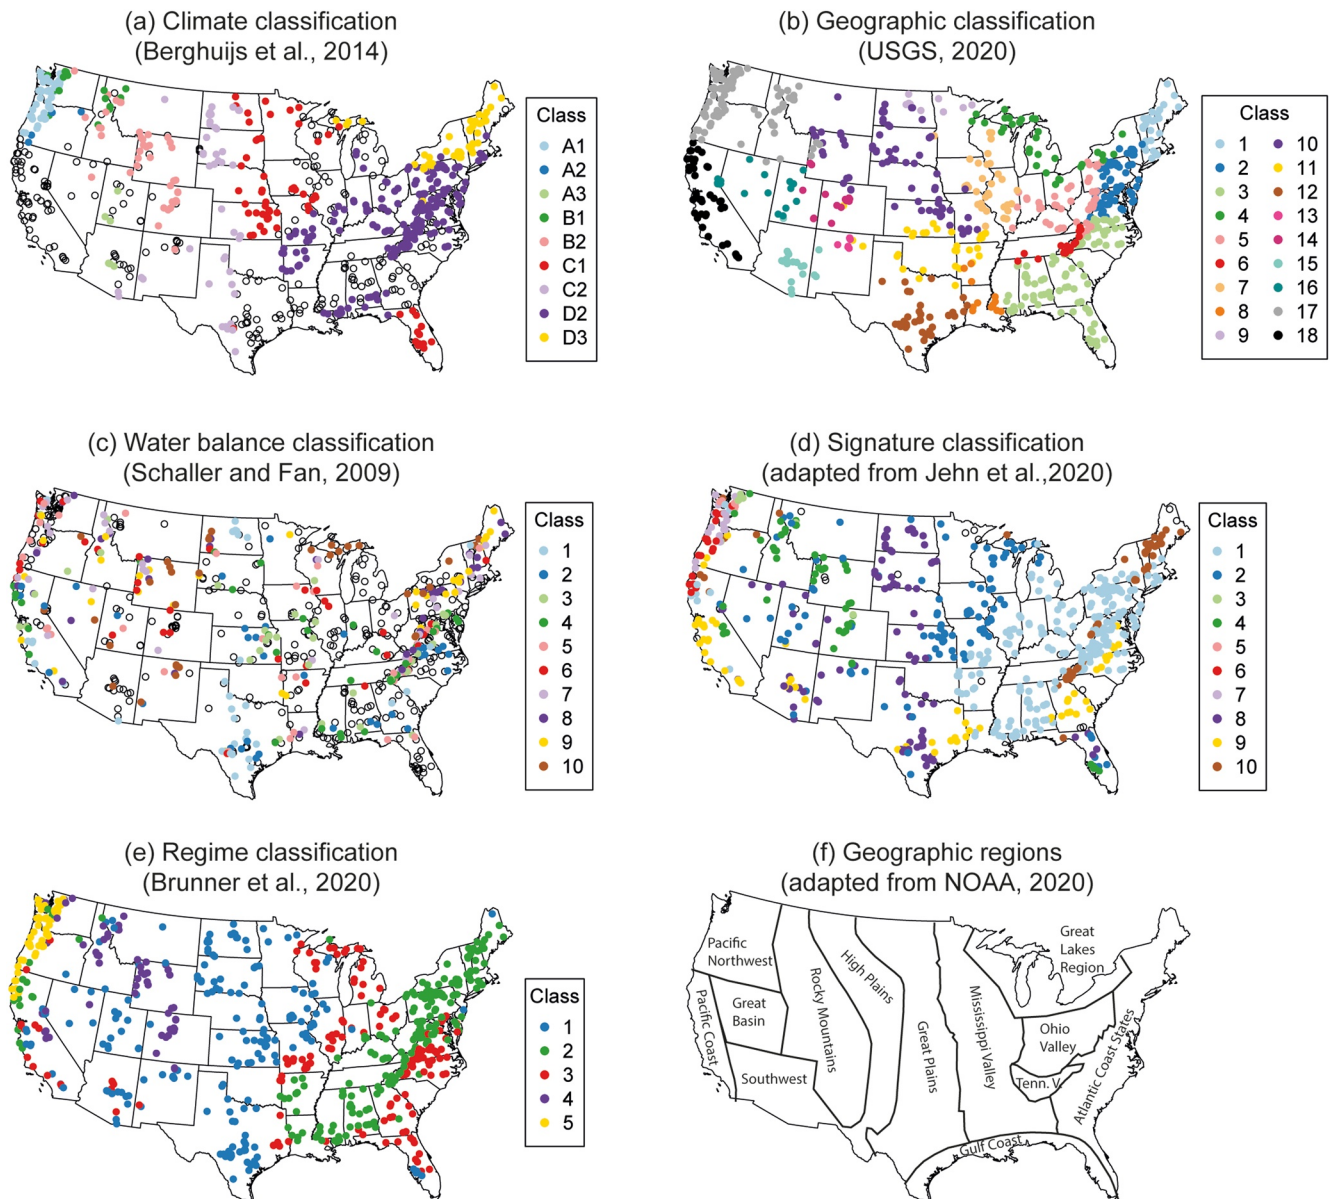 (a) Climate classification
(Berghuijs et al., 2014)
Class
A1
A2
A3
B1
B2
C1
C2
D2
D3
(b) Geographic classification
(USGS, 2020)
Class
1 10
2 11
3 12
4 13
5 14
6 15
7 16
8 17
9 18
(c) Water balance classification
(Schaller and Fan, 2009)
Class
1
2
3
4
5
6
7
8
9
10
(d) Signature classification
(adapted from Jehn et al.,2020)
Class
1
2
3
4
5
6
7
8
9
10
(e) Regime classification
(Brunner et al., 2020)
Class
1
2
3
4
5
(f) Geographic regions
(adapted from NOAA, 2020)
Pacific
Northwest
Pacific Coast
Great
Basin
Southwest
Rocky Mountains
High Plains
Great Plains
Mississippi Valley
Great
Lakes
Region
Ohio
Valley
Tenn. V.
Atlantic Coast States
Gulf Coast